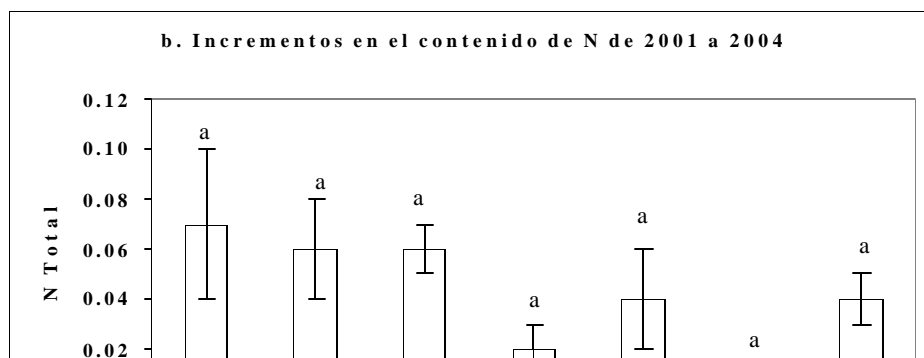 b. Incrementos en el contenido de N de 2001 a 2004
0.12
a
0.10
a
a
0.08
a
N Total
0.06
a
0.04
a
a
0.02